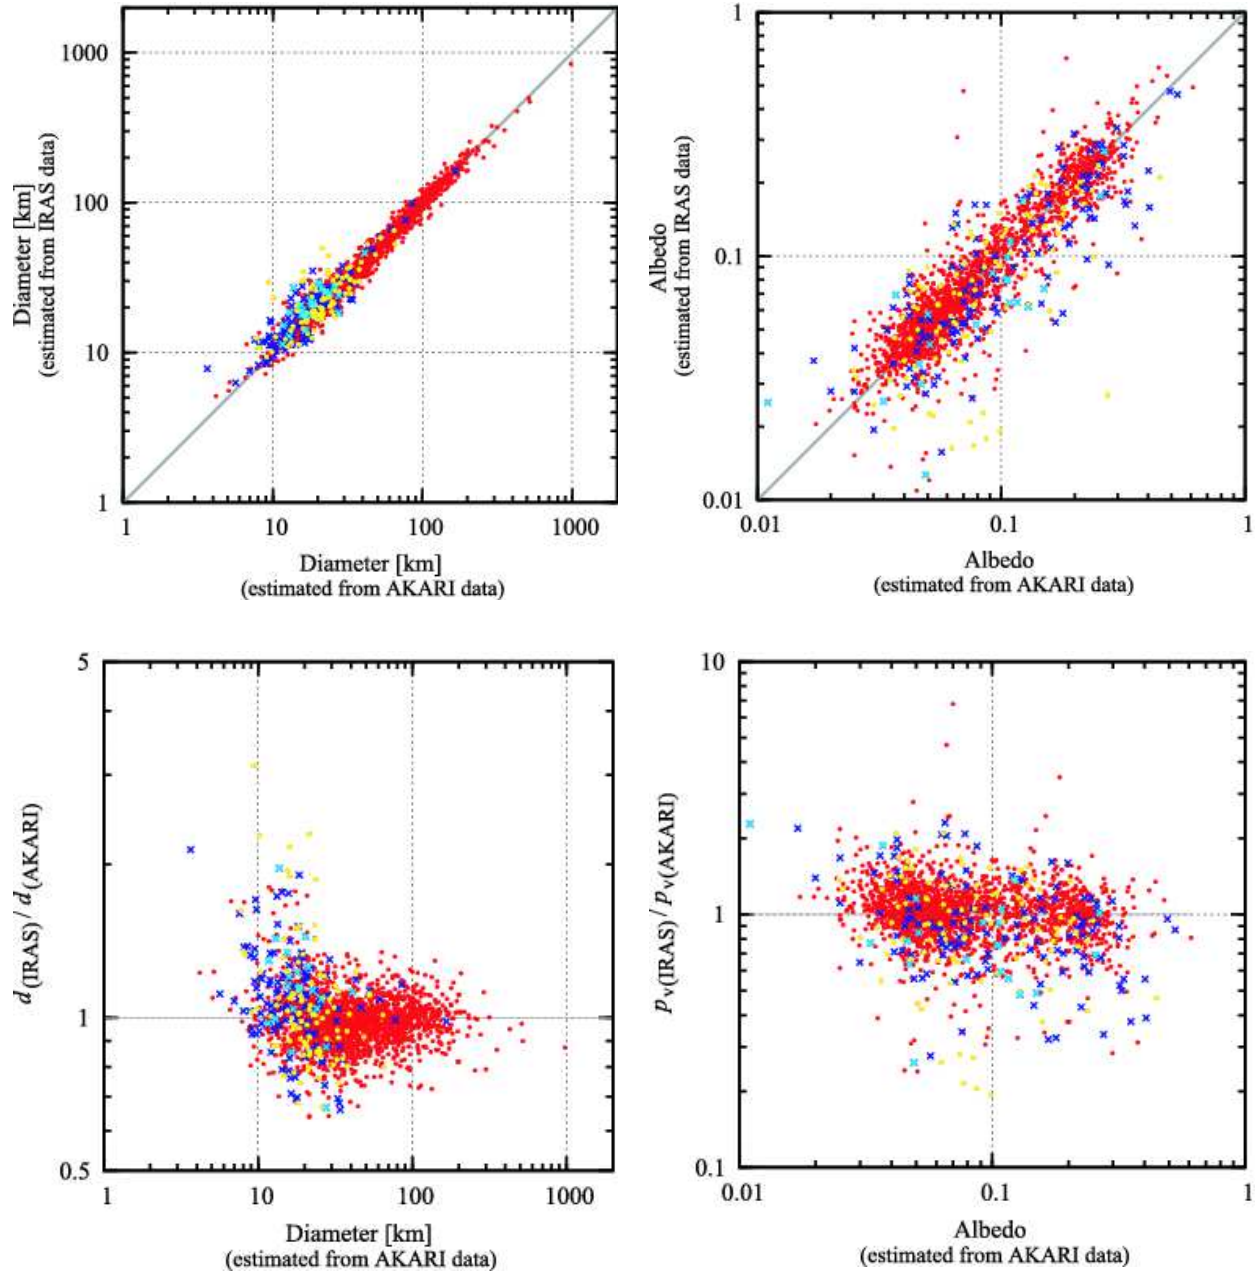 1000
100
10
1
Diameter [km]
(estimated from IRAS data)
1 10 100 1000
Diameter [km]
(estimated from AKARI data)
1
0.1
0.01
Albedo
(estimated from IRAS data)
0.01 0.1 1
Albedo
(estimated from AKARI data)
5
1
0.5
d(IRAS) / d(AKARI)
1 10 100 1000
Diameter [km]
(estimated from AKARI data)
10
1
0.1
pv(IRAS) / pv(AKARI)
0.01 0.1 1
Albedo
(estimated from AKARI data)